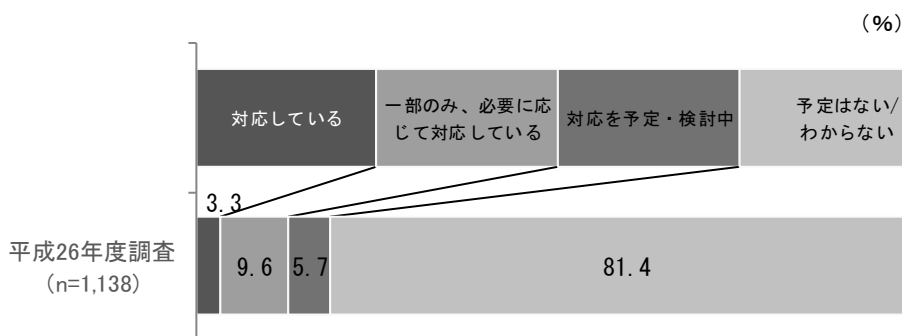 （%）
対応している
一部のみ、必要に応
じて対応している
対応を予定・検討中
予定はない/
わからない
平成26年度調査
（n=1,138）
3.3
9.6
5.7
81.4